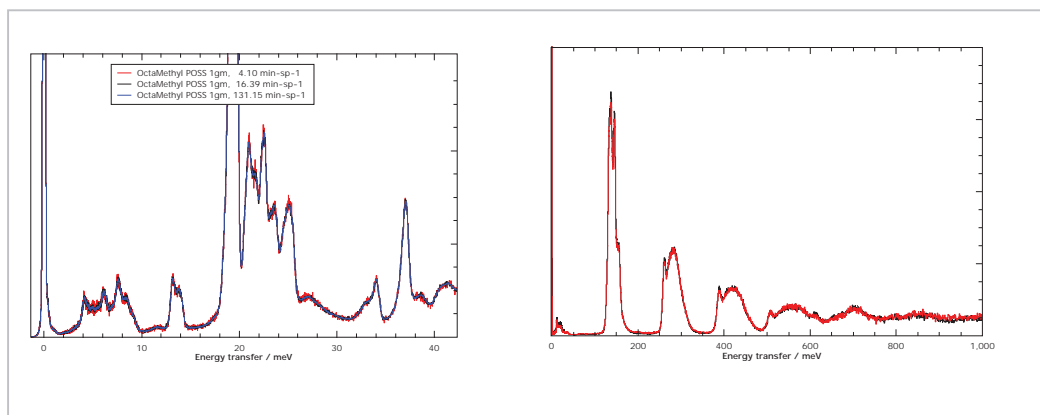 OctaMethyl POSS 1gm, 4.10 min-sp-1
OctaMethyl POSS 1gm, 16.39 min-sp-1
OctaMethyl POSS 1gm, 131.15 min-sp-1
0 10 20 30 40
Energy transfer / meV
0 200 400 600 800 1,000
Energy transfer / meV